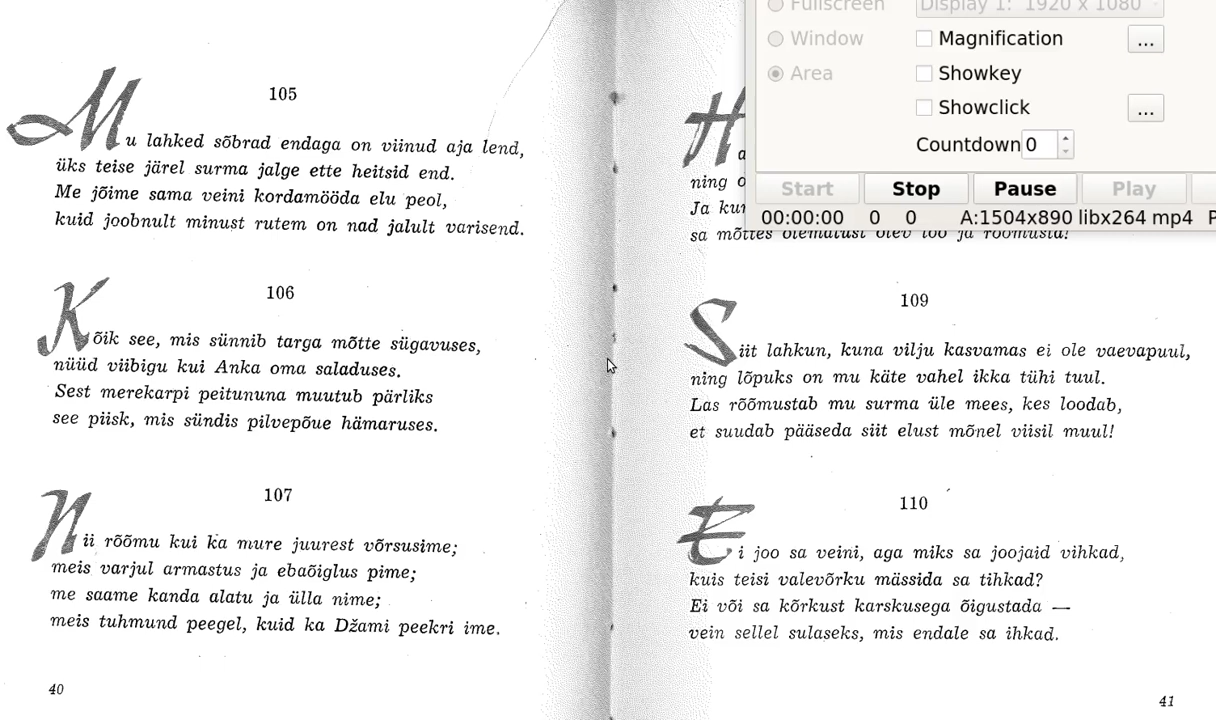 105
Mu lahked sõbrad endaga on viinud aja lend,
üks teise järel surma jalge ette heitsid end.
Me jõime sama veini kordamööda elu peol,
kuid joobnult minust rutem on nad jalult varisend.
106
Kõik see, mis sünnib targa mõtte sügavuses,
nüüd viibigu kui Anka oma saladuses.
Sest merekarpi peitununa muutub pärliks
see piisk, mis sündis pilvepõue hämaruses.
107
Nii rõõmu kui ka mure juurest võrsusime;
meis varjul armastus ja ebaõiglus pime;
me saame kanda alatu ja ülla nime;
meis tuhmund peegel, kuid ka Džami peekri ime.
40
ning
Ja
sa mõttes olematust olev loo ja rõõmusta!
109
Siit lahkun, kuna vilju kasvamas ei ole vaevapuul,
ning lõpuks on mu käte vahel ikka tühi tuul.
Las rõõmustab mu surma üle mees, kes loodab,
et suudab pääseda siit elust mõnel viisil muul!
110
Ei joo sa veini, aga miks sa joojaid vihkad,
kuis teisi valevõrku mässida sa tihkad?
Ei või sa kõrkust karskusega õigustada —
vein sellel sulaseks, mis endale sa ihkad.
41
Fullscreen Display 1: 1920 x 1080
Window Magnification ...
Area Showkey
Showclick ...
Countdown 0
Start Stop Pause Play
00:00:00 0 0 A:1504x890 libx264 mp4